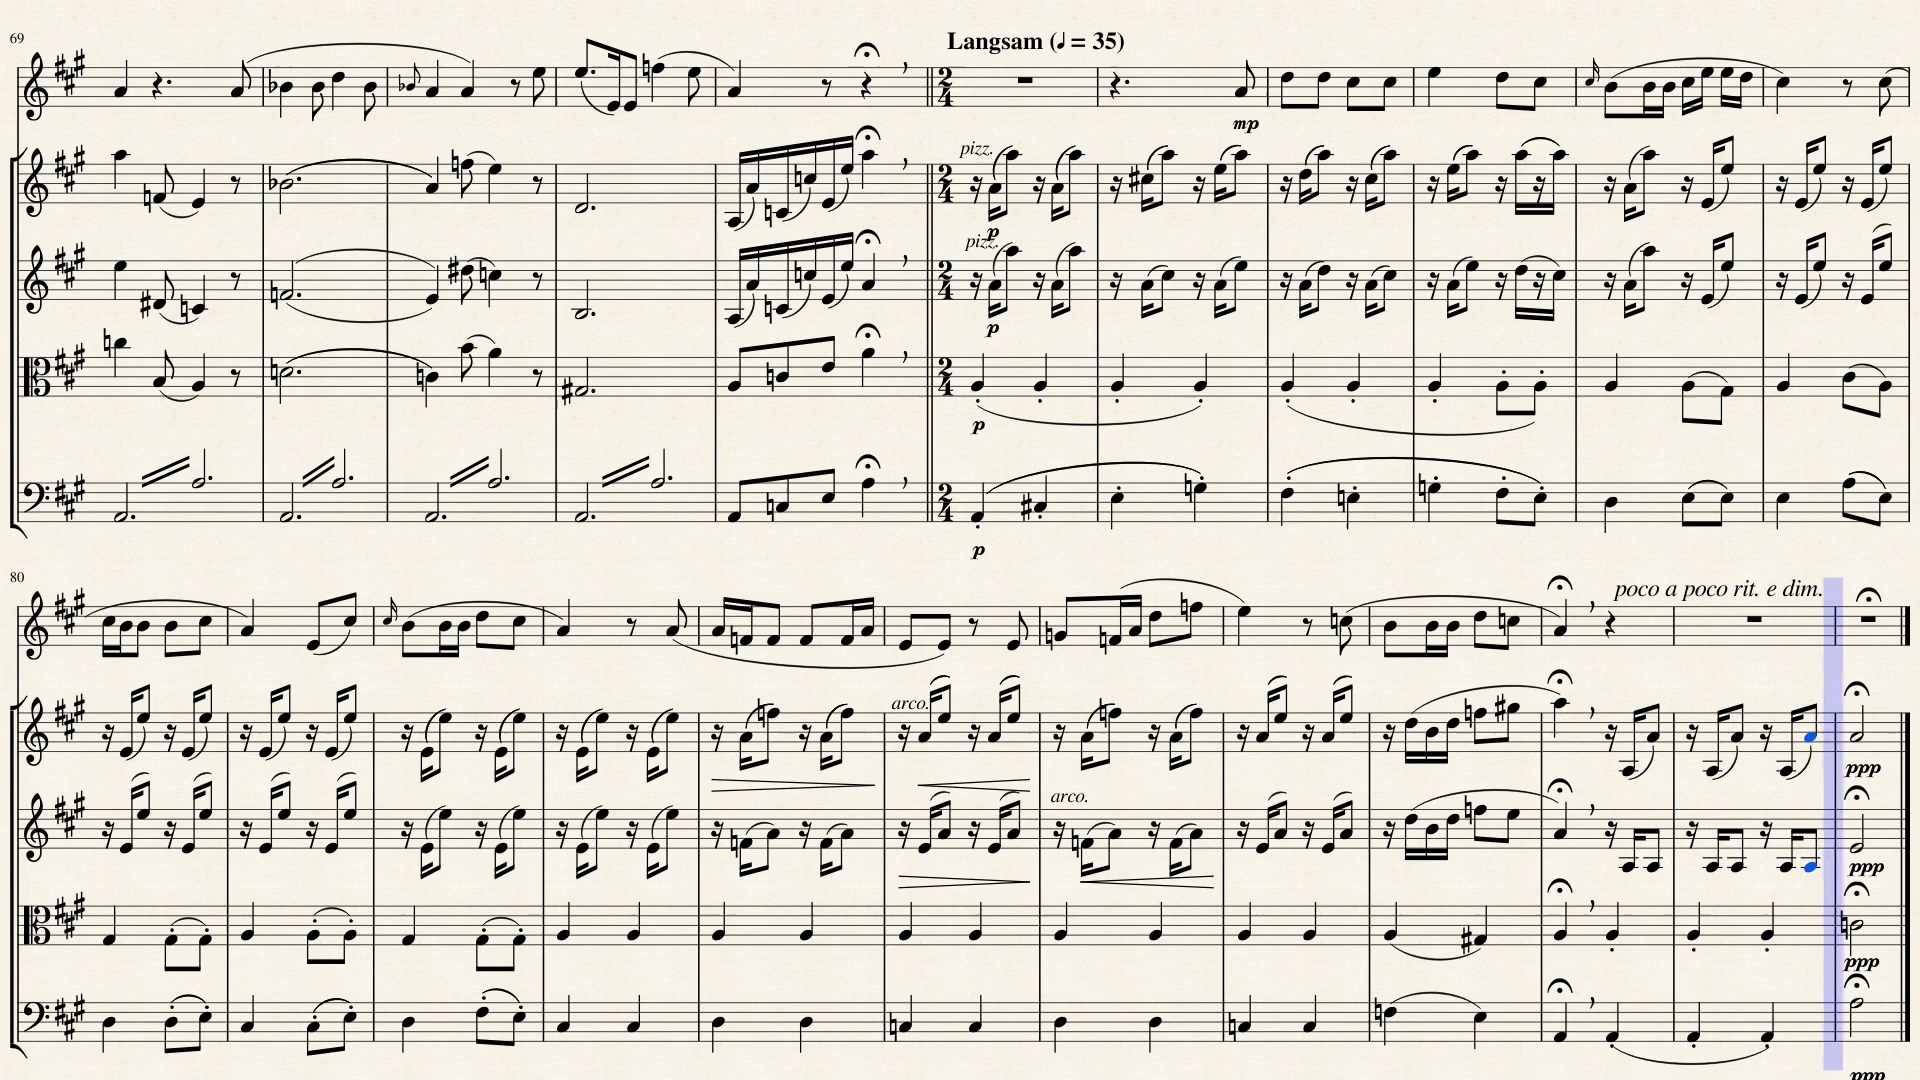 69
Langsam (♩ = 35)
mp
pizz.
p
pizz.
p
p
p
80
poco a poco rit. e dim.
arco.
ppp
arco.
ppp
ppp
ppp